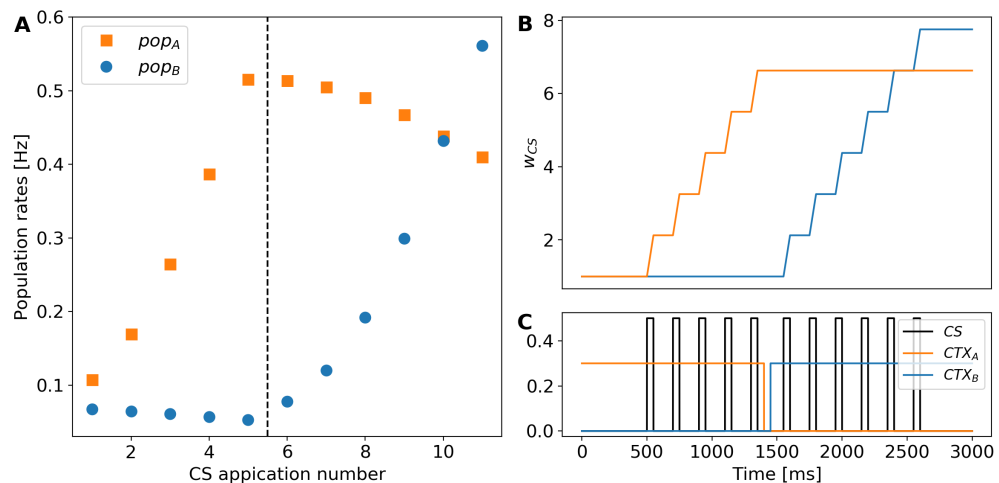 A
0.6
0.5
0.4
0.3
0.2
0.1
Population rates [Hz]
pop_A
pop_B
2
4
6
8
10
CS appication number
B
8
6
4
2
w_CS
C
0.4
0.2
0.0
CS
CTX_A
CTX_B
0
500
1000
1500
2000
2500
3000
Time [ms]